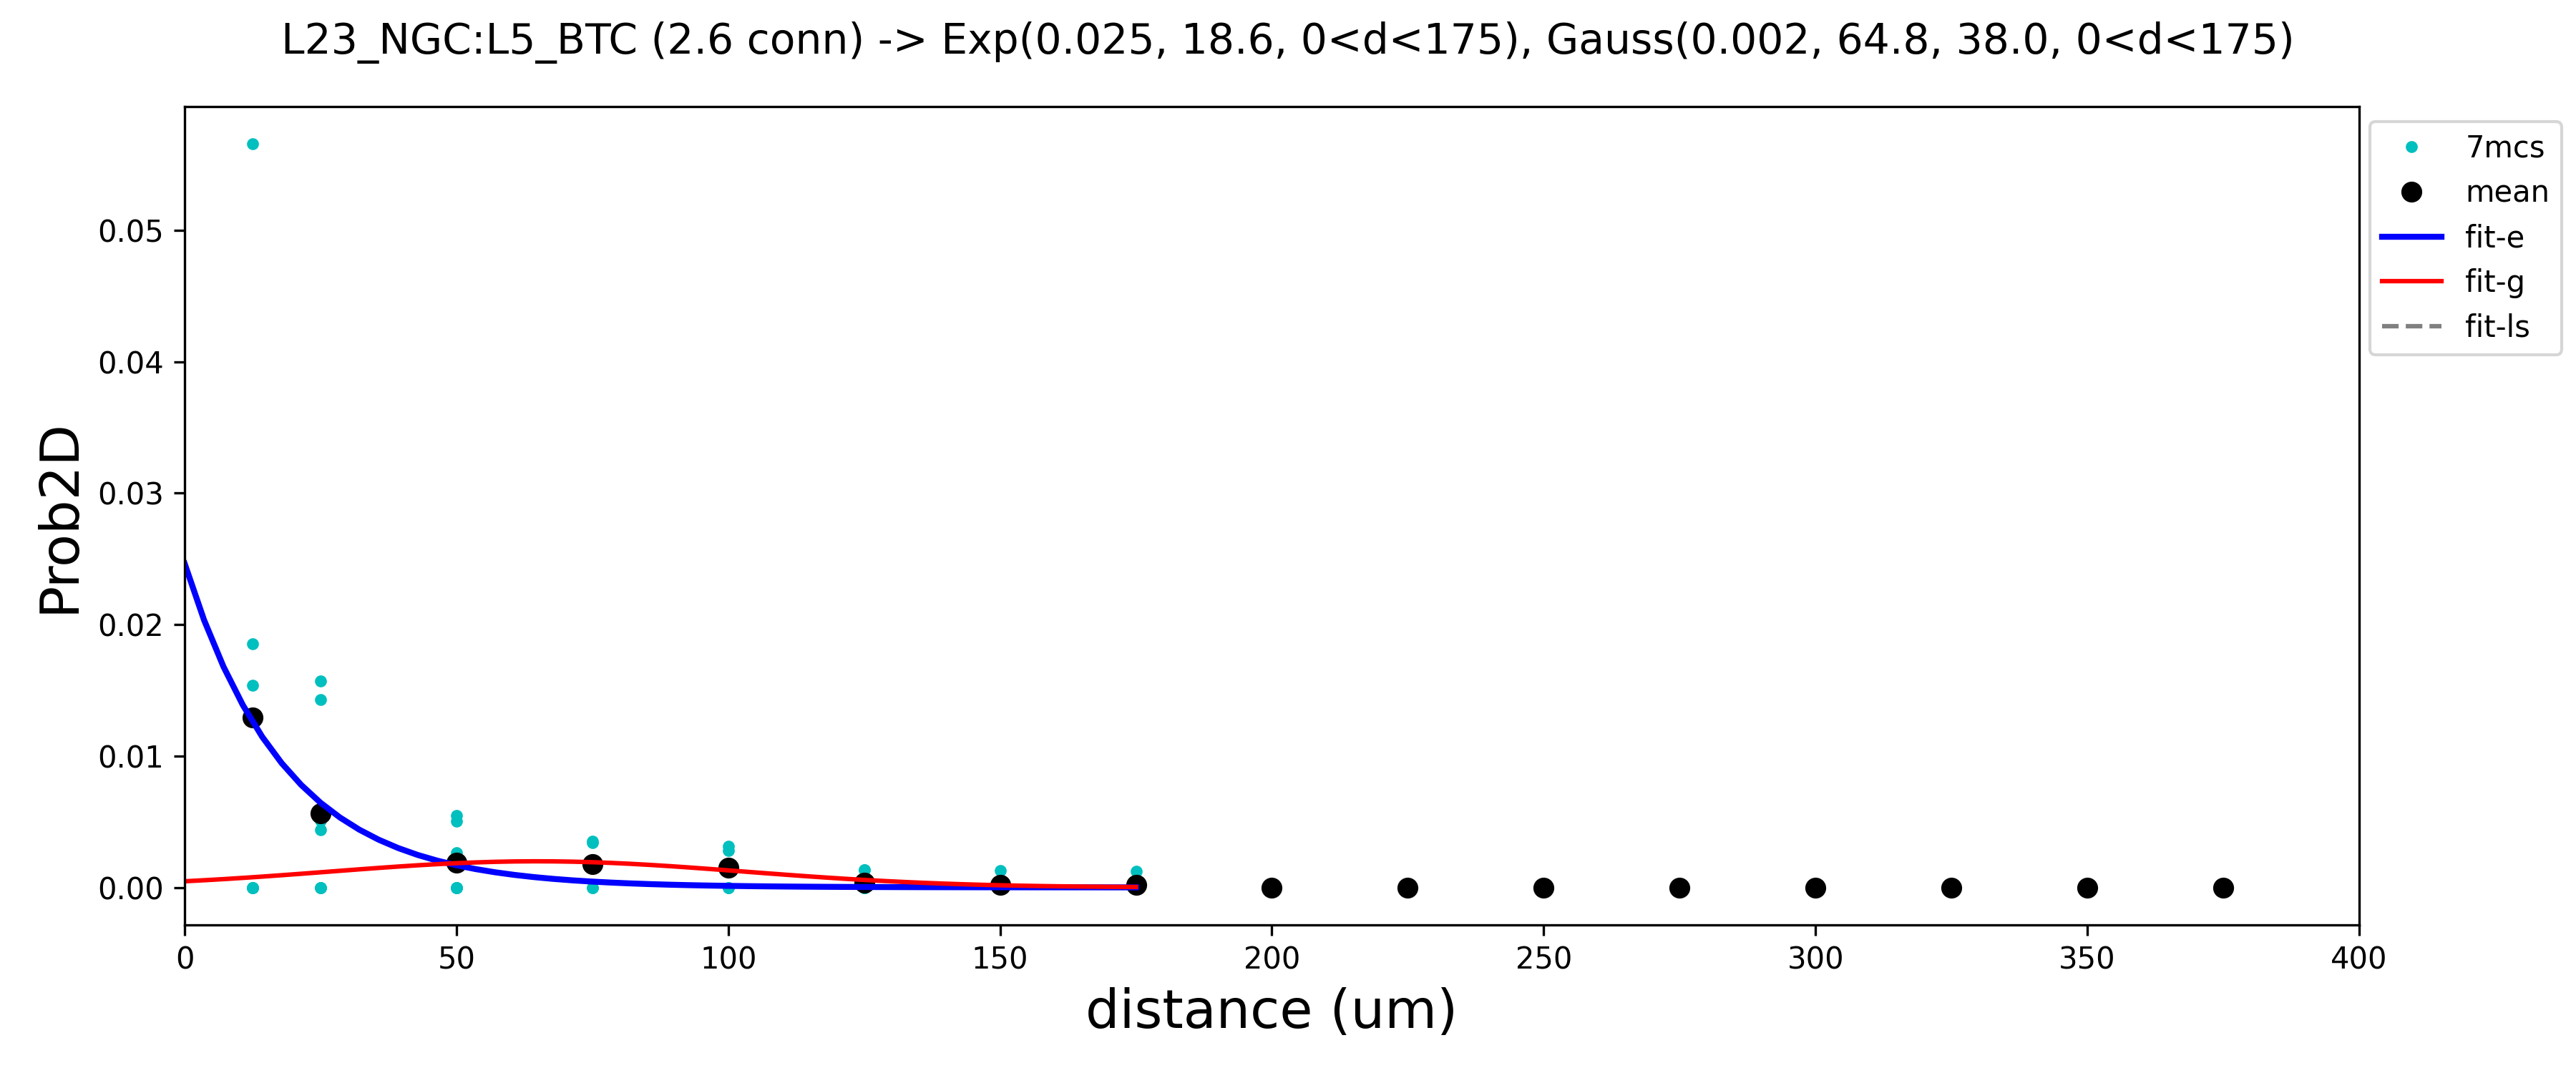 L23_NGC:L5_BTC (2.6 conn) -> Exp(0.025, 18.6, 0<d<175), Gauss(0.002, 64.8, 38.0, 0<d<175)
7mcs
mean
fit-e
fit-g
fit-ls
Prob2D
0.05
0.04
0.03
0.02
0.01
0.00
0 50 100 150 200 250 300 350 400
distance (um)